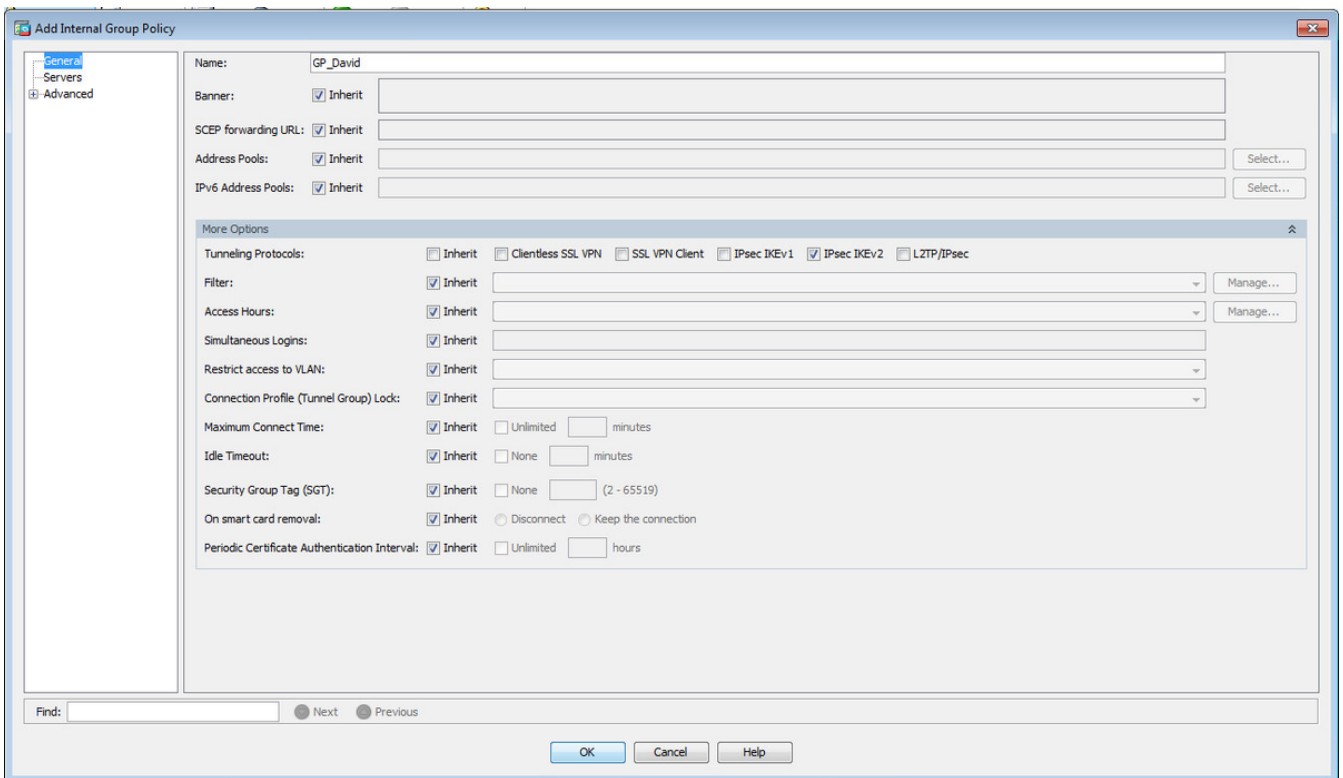 Add Internal Group Policy
General
Servers
Advanced
Name: GP_David
Banner: Inherit
SCEP forwarding URL: Inherit
Address Pools: Inherit Select...
IPv6 Address Pools: Inherit Select...
More Options
Tunneling Protocols: Inherit Clientless SSL VPN SSL VPN Client IPsec IKEv1 IPsec IKEv2 L2TP/IPsec
Filter: Inherit Manage...
Access Hours: Inherit Manage...
Simultaneous Logins: Inherit
Restrict access to VLAN: Inherit
Connection Profile (Tunnel Group) Lock: Inherit
Maximum Connect Time: Inherit Unlimited minutes
Idle Timeout: Inherit None minutes
Security Group Tag (SGT): Inherit None (2 - 65519)
On smart card removal: Inherit Disconnect Keep the connection
Periodic Certificate Authentication Interval: Inherit Unlimited hours
Find: Next Previous
OK Cancel Help